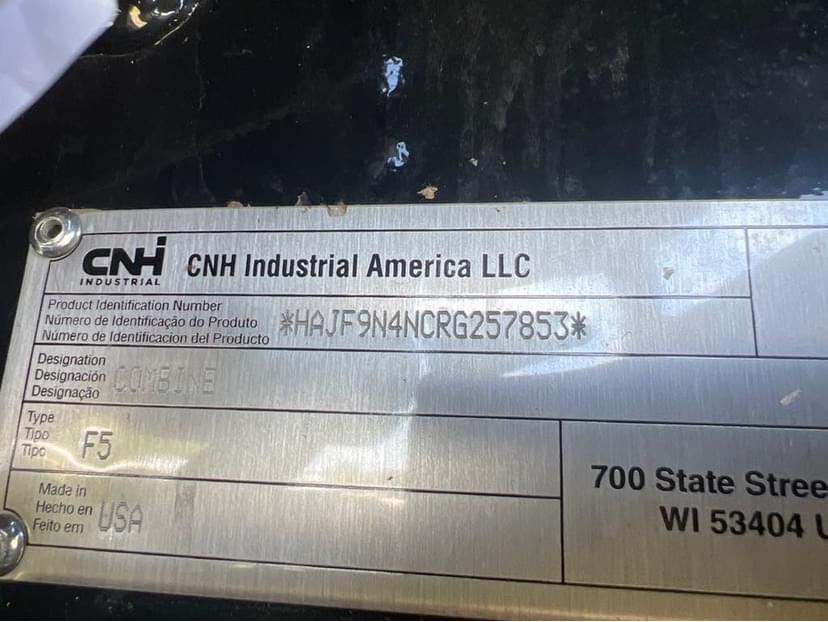 CNH
INDUSTRIAL
CNH Industrial America LLC
Product Identification Number
Número de Identificação do Produto
Número de Identificacion del Producto
*HAJF9N4NCRG257853*
Designation
Designación
Designação
COMBINE
Type
Tipo
Tipo
F5
Made in
Hecho en
Feito em
USA
700 State Stree
WI 53404 U